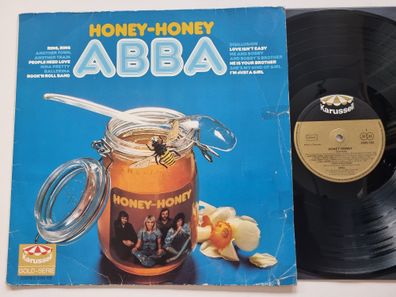 HONEY-HONEY
ABBA
RING, RING
ANOTHER TOWN,
ANOTHER TRAIN
PEOPLE NEED LOVE
NINA PRETTY
BALLERINA
ROCK'N ROLL BAND
DISILLUSION
LOVE ISN'T EASY
ME AND BOBBY
AND BOBBY'S BROTHER
HE IS YOUR BROTHER
SHE'S MY KIND OF GIRL
I'M JUST A GIRL
HONEY-HONEY
Karussell
GOLD-SERIE
Karussell
HONEY HONEY